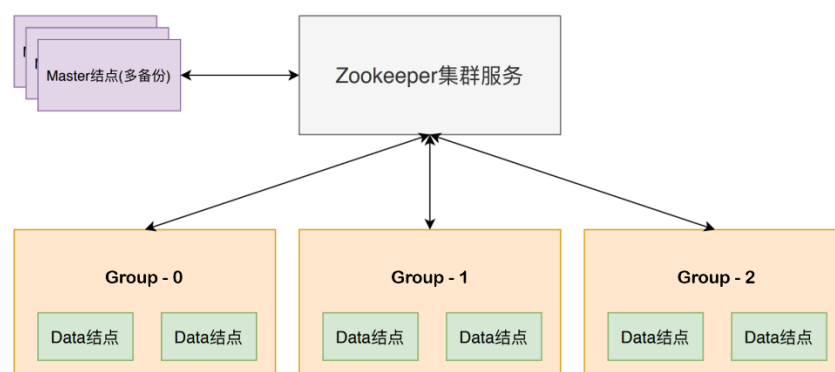 Master结点(多备份)
Zookeeper集群服务
Group - 0
Group - 1
Group - 2
Data结点
Data结点
Data结点
Data结点
Data结点
Data结点